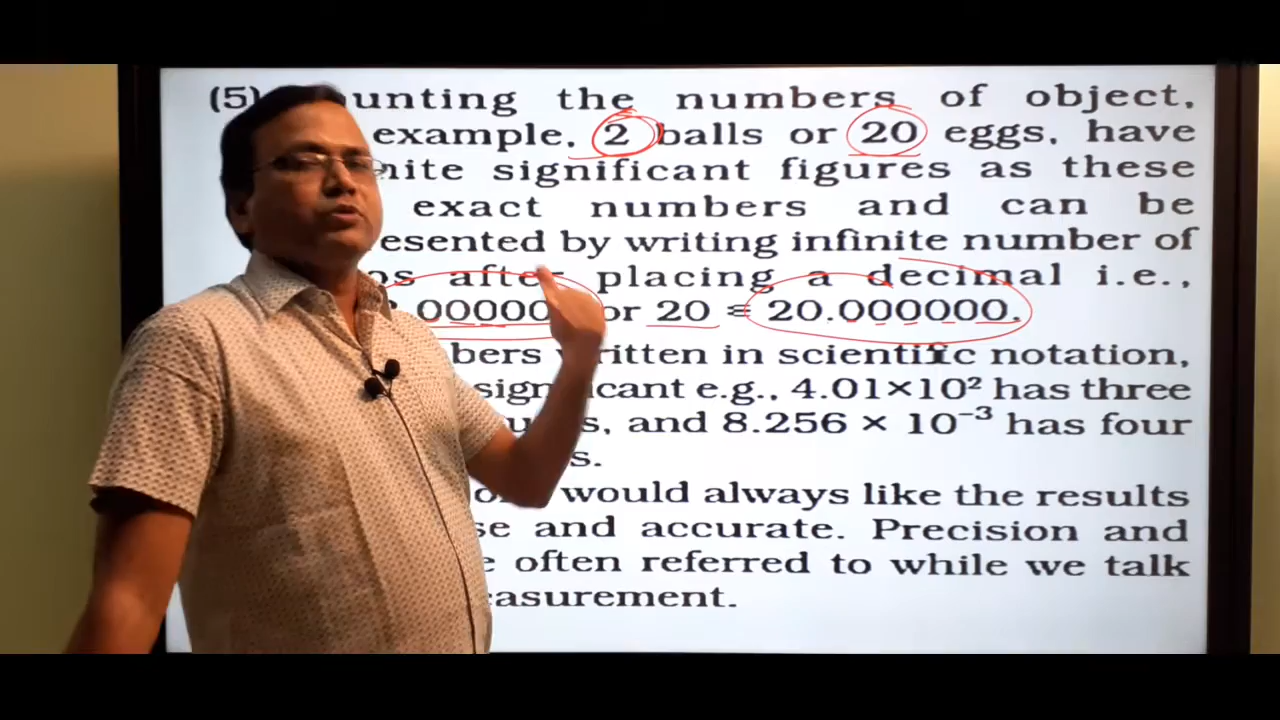 (5) unting the numbers of object,
example, 2 balls or 20 eggs, have
nite significant figures as these
exact numbers and can be
esented by writing infinite number of
os after placing a decimal i.e.,
.00000 or 20 = 20.000000.
bers written in scientific notation,
significant e.g., 4.01×10² has three
s, and 8.256 × 10⁻³ has four
s.
would always like the results
se and accurate. Precision and
often referred to while we talk
easurement.